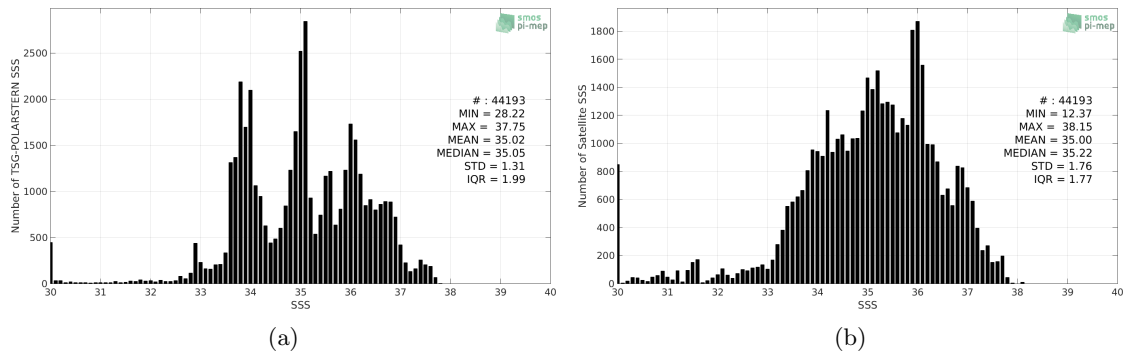 smos
pi-mep
Number of TSG-POLARSTERN SSS
2500
2000
1500
1000
500
0
# : 44193
MIN = 28.22
MAX = 37.75
MEAN = 35.02
MEDIAN = 35.05
STD = 1.31
IQR = 1.99
30 31 32 33 34 35 36 37 38 39 40
SSS
(a)
smos
pi-mep
Number of Satellite SSS
1800
1600
1400
1200
1000
800
600
400
200
0
# : 44193
MIN = 12.37
MAX = 38.15
MEAN = 35.00
MEDIAN = 35.22
STD = 1.76
IQR = 1.77
30 31 32 33 34 35 36 37 38 39 40
SSS
(b)